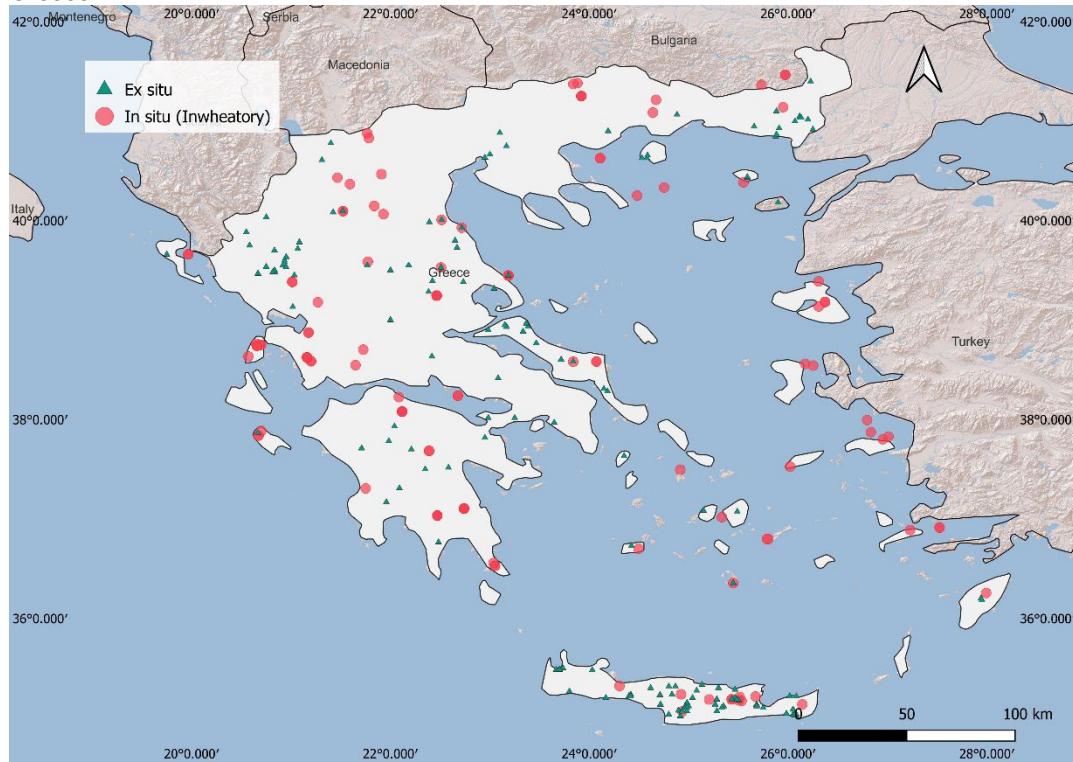 42°0.000′ 20°0.000′ 22°0.000′ 24°0.000′ 26°0.000′ 28°0.000′ 42°0.000′
Montenegro
Serbia
Bulgaria
Macedonia
Ex situ
In situ (Inwheatory)
Italy
40°0.000′ 40°0.000′
Greece
Turkey
38°0.000′ 38°0.000′
36°0.000′ 36°0.000′
0 50 100 km
20°0.000′ 22°0.000′ 24°0.000′ 26°0.000′ 28°0.000′